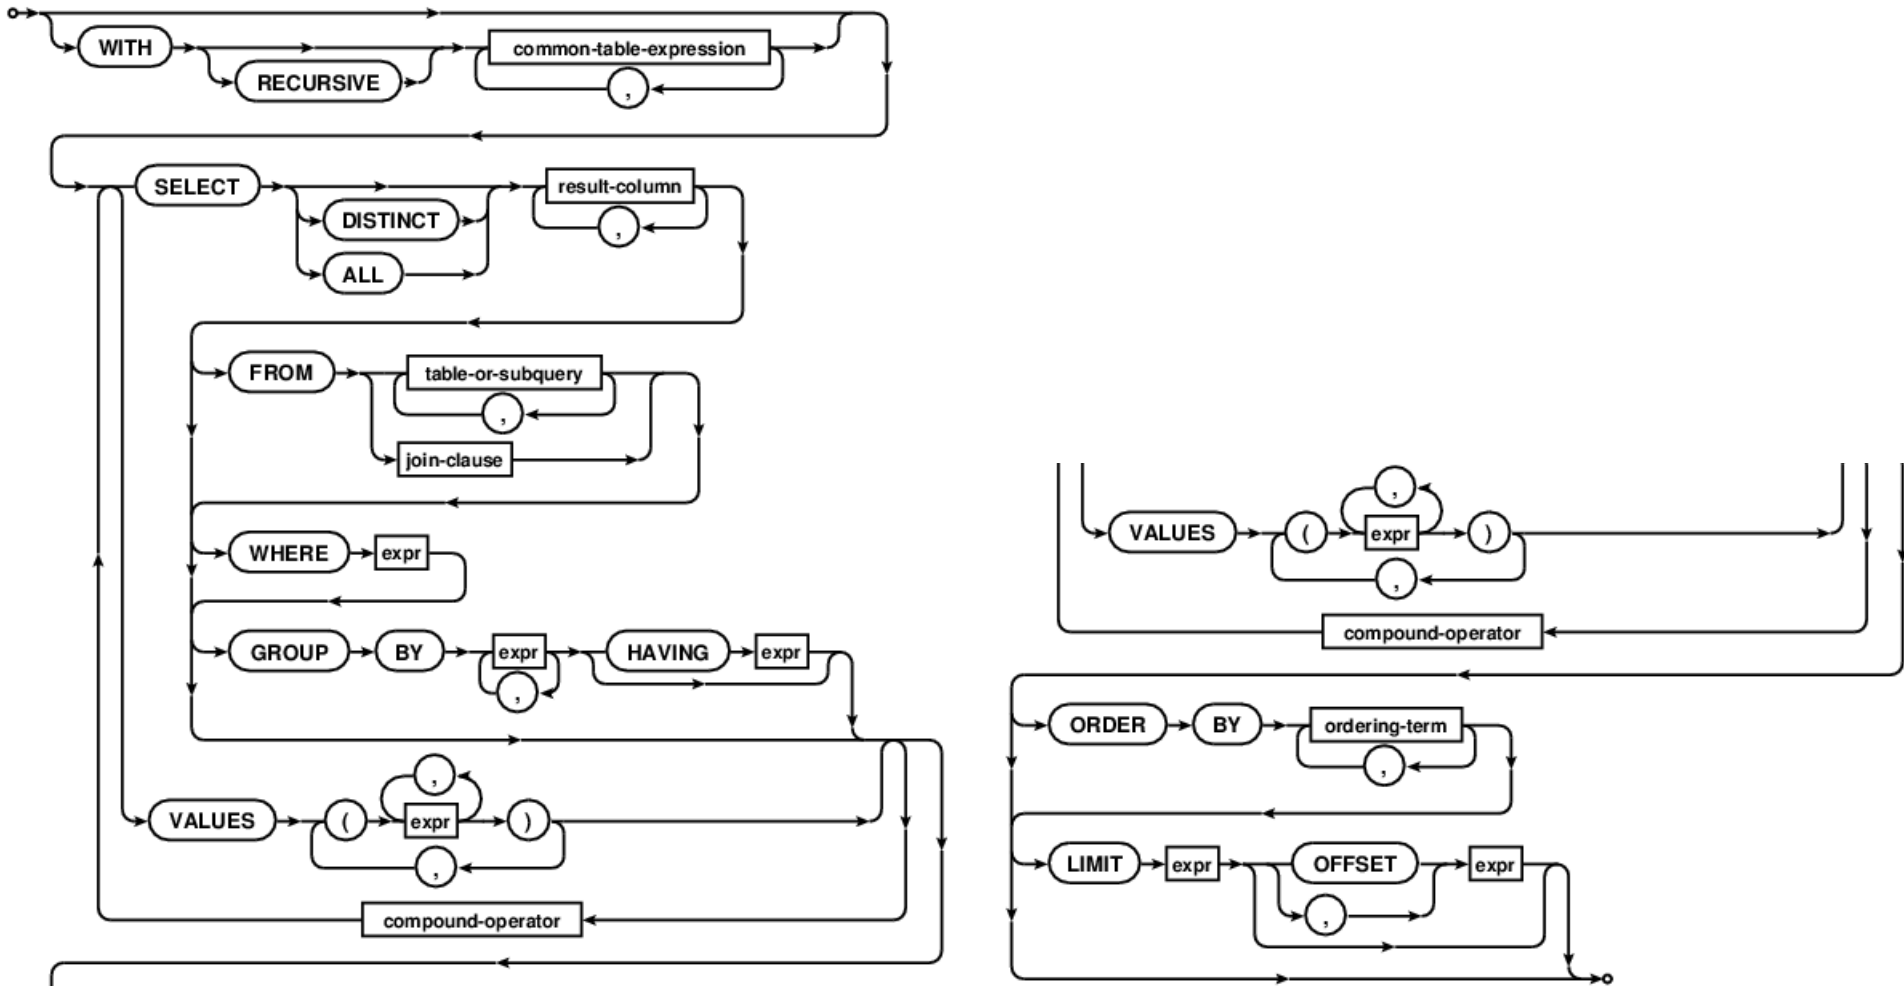 WITH common-table-expression
RECURSIVE ,
SELECT result-column
DISTINCT ,
ALL
FROM table-or-subquery
,
join-clause
WHERE expr
GROUP BY expr HAVING expr
,
,
VALUES ( expr )
,
compound-operator
,
VALUES ( expr )
,
compound-operator
ORDER BY ordering-term
,
LIMIT expr OFFSET expr
,